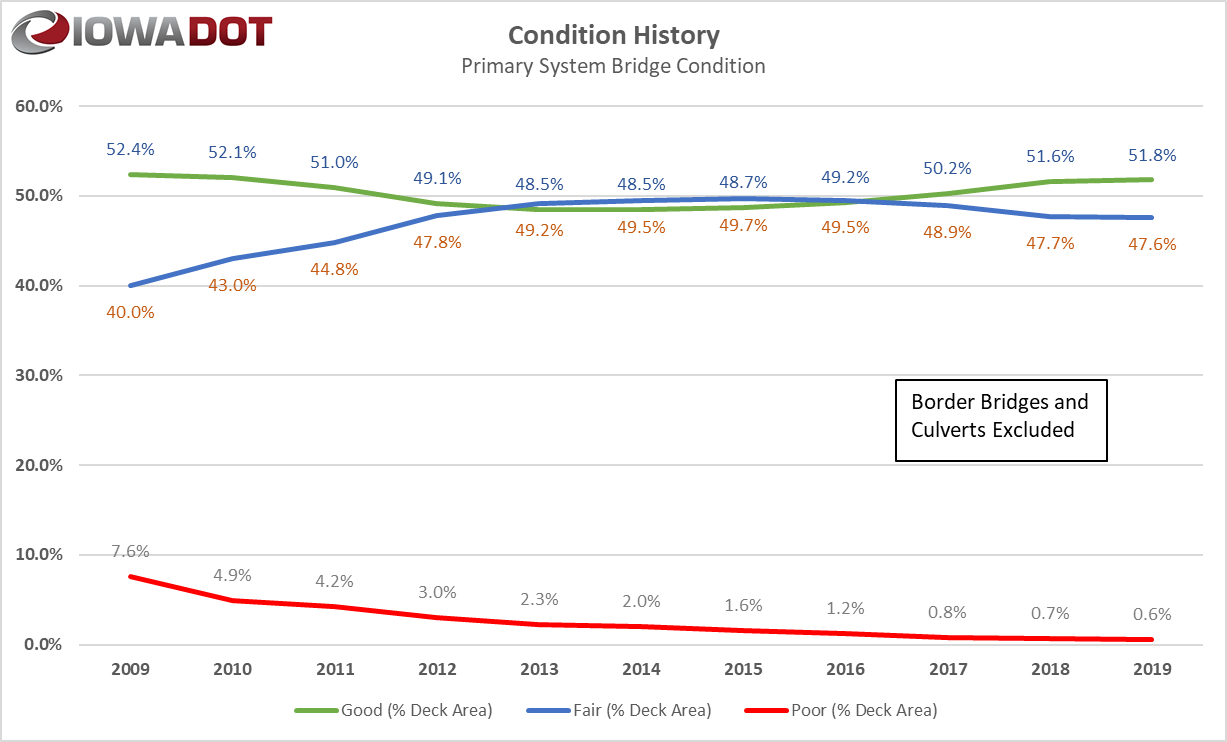 IOWADOT
Condition History
Primary System Bridge Condition
60.0%
50.0%
40.0%
30.0%
20.0%
10.0%
0.0%
52.4% 52.1% 51.0% 49.1% 48.5% 48.5% 48.7% 49.2% 50.2% 51.6% 51.8%
40.0% 43.0% 44.8% 47.8% 49.2% 49.5% 49.7% 49.5% 48.9% 47.7% 47.6%
Border Bridges and
Culverts Excluded
7.6% 4.9% 4.2% 3.0% 2.3% 2.0% 1.6% 1.2% 0.8% 0.7% 0.6%
2009 2010 2011 2012 2013 2014 2015 2016 2017 2018 2019
Good (% Deck Area) Fair (% Deck Area) Poor (% Deck Area)